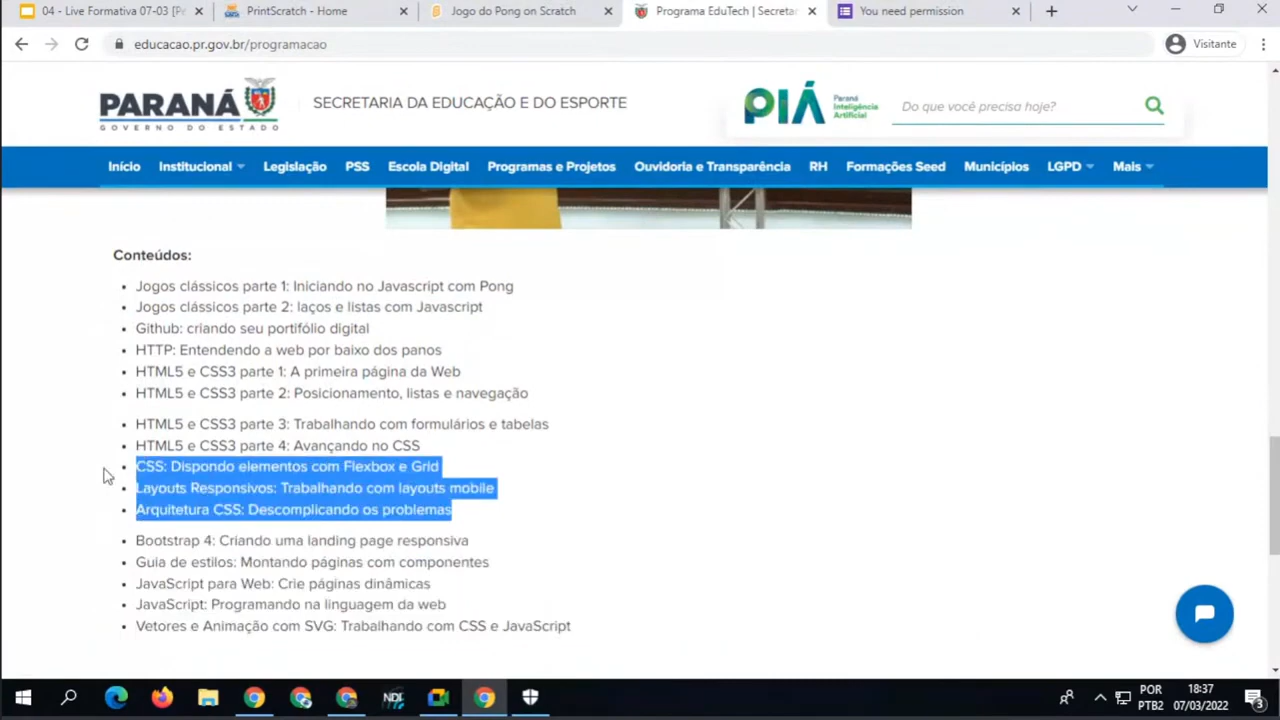 04 - Live Formativa 07-03 [Pe
PrintScratch - Home
Jogo do Pong on Scratch
Programa EduTech | Secretar
You need permission
educacao.pr.gov.br/programacao
Visitante
PARANÁ
GOVERNO DO ESTADO
SECRETARIA DA EDUCAÇÃO E DO ESPORTE
PIÁ
Paraná
Inteligência
Artificial
Do que você precisa hoje?
Início Institucional Legislação PSS Escola Digital Programas e Projetos Ouvidoria e Transparência RH Formações Seed Municípios LGPD Mais
Conteúdos:
Jogos clássicos parte 1: Iniciando no Javascript com Pong
Jogos clássicos parte 2: laços e listas com Javascript
Github: criando seu portifólio digital
HTTP: Entendendo a web por baixo dos panos
HTML5 e CSS3 parte 1: A primeira página da Web
HTML5 e CSS3 parte 2: Posicionamento, listas e navegação
HTML5 e CSS3 parte 3: Trabalhando com formulários e tabelas
HTML5 e CSS3 parte 4: Avançando no CSS
CSS: Dispondo elementos com Flexbox e Grid
Layouts Responsivos: Trabalhando com layouts mobile
Arquitetura CSS: Descomplicando os problemas
Bootstrap 4: Criando uma landing page responsiva
Guia de estilos: Montando páginas com componentes
JavaScript para Web: Crie páginas dinâmicas
JavaScript: Programando na linguagem da web
Vetores e Animação com SVG: Trabalhando com CSS e JavaScript
NDI
POR
PTB2
18:37
07/03/2022
3